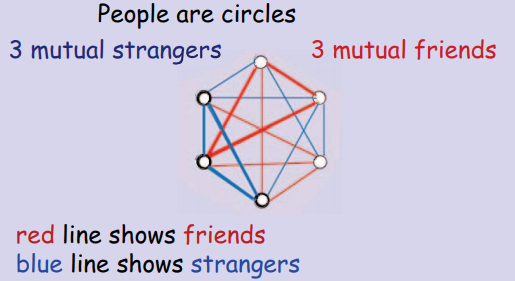 People are circles
3 mutual strangers 3 mutual friends
red line shows friends
blue line shows strangers